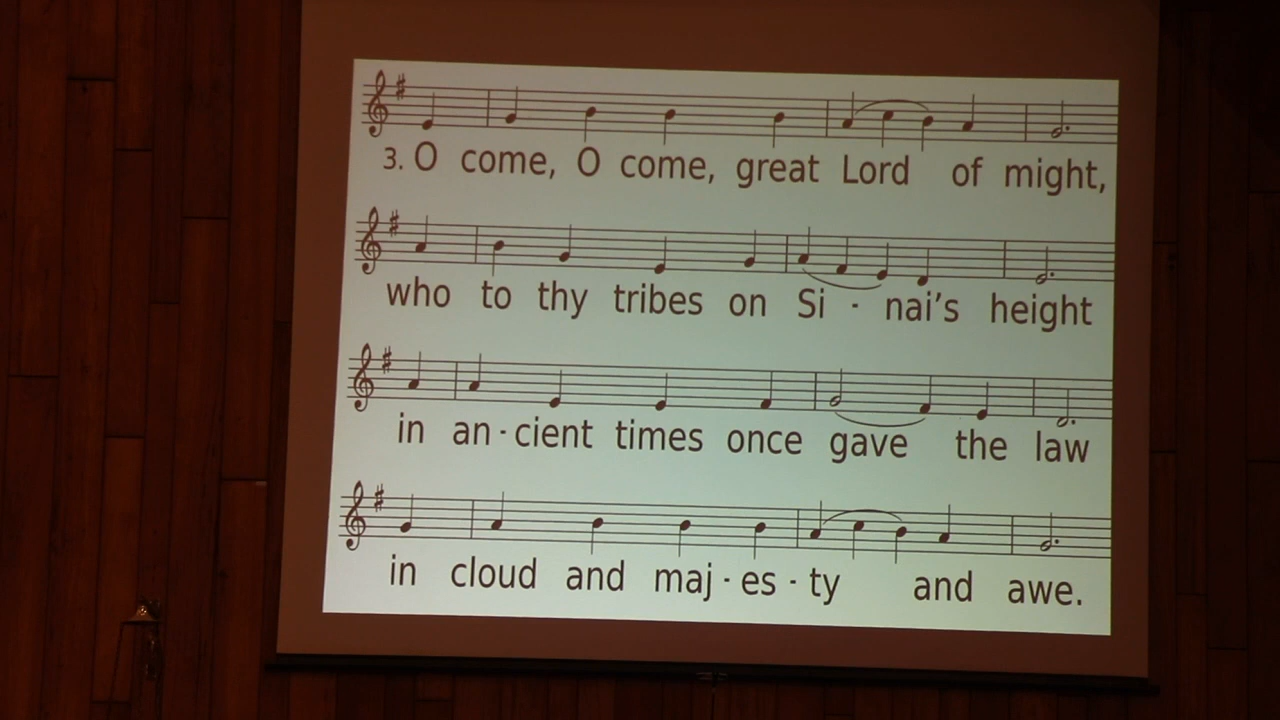 3. O come, O come, great Lord of might,
who to thy tribes on Si - nai's height
in an - cient times once gave the law
in cloud and maj - es - ty and awe.